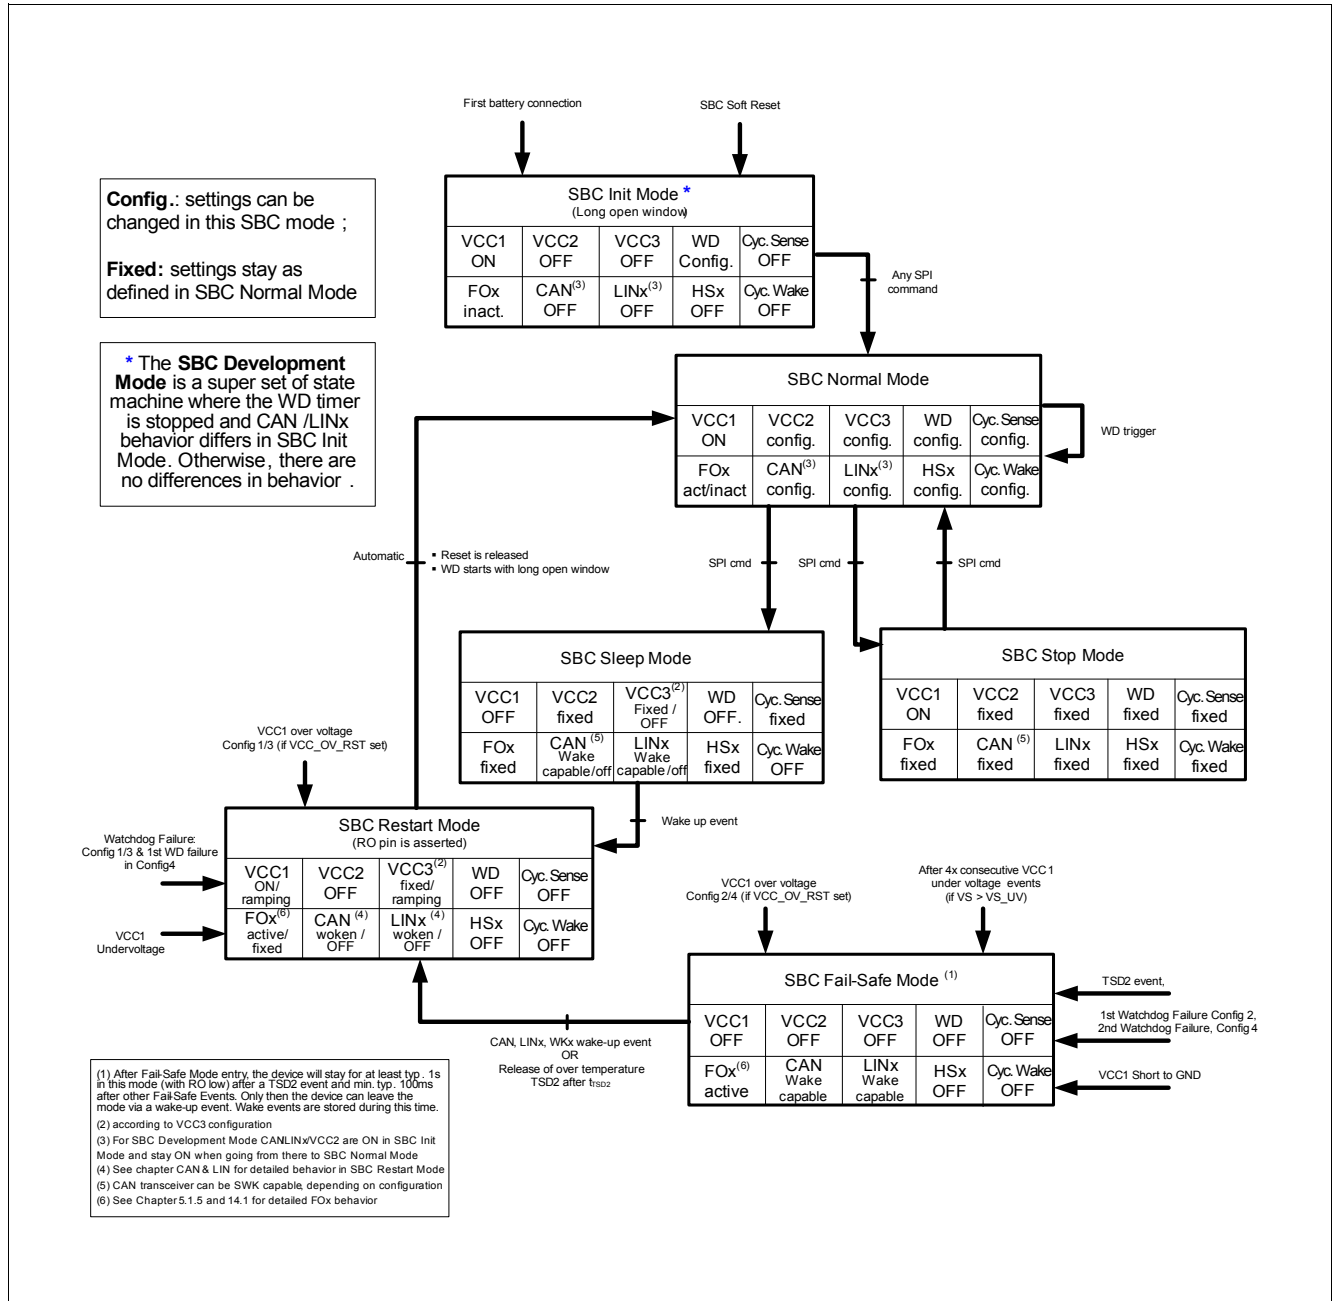 First battery connection
SBC Soft Reset
Config.: settings can be
changed in this SBC mode ;
Fixed: settings stay as
defined in SBC Normal Mode
* The SBC Development
Mode is a super set of state
machine where the WD timer
is stopped and CAN /LINx
behavior differs in SBC Init
Mode. Otherwise, there are
no differences in behavior .
SBC Init Mode *
(Long open window)
VCC1 ON
VCC2 OFF
VCC3 OFF
WD Config.
Cyc. Sense OFF
FOx inact.
CAN(3) OFF
LINx(3) OFF
HSx OFF
Cyc. Wake OFF
Any SPI
command
SBC Normal Mode
VCC1 ON
VCC2 config.
VCC3 config.
WD config.
Cyc. Sense config.
FOx act/inact
CAN(3) config.
LINx(3) config.
HSx config.
Cyc. Wake config.
WD trigger
Automatic
▪ Reset is released
▪ WD starts with long open window
SPI cmd
SPI cmd
SPI cmd
SBC Sleep Mode
VCC1 OFF
VCC2 fixed
VCC3(2) Fixed / OFF
WD OFF.
Cyc. Sense fixed
FOx fixed
CAN (5) Wake capable/off
LINx Wake capable/off
HSx fixed
Cyc. Wake OFF
SBC Stop Mode
VCC1 ON
VCC2 fixed
VCC3 fixed
WD fixed
Cyc. Sense fixed
FOx fixed
CAN (5) fixed
LINx fixed
HSx fixed
Cyc. Wake fixed
VCC1 over voltage
Config 1/3 (if VCC_OV_RST set)
Wake up event
Watchdog Failure:
Config 1/3 & 1st WD failure
in Config4
VCC1
Undervoltage
SBC Restart Mode
(RO pin is asserted)
VCC1 ON/ ramping
VCC2 OFF
VCC3(2) fixed/ ramping
WD OFF
Cyc. Sense OFF
FOx(6) active/ fixed
CAN (4) woken / OFF
LINx (4) woken / OFF
HSx OFF
Cyc. Wake OFF
VCC1 over voltage
Config 2/4 (if VCC_OV_RST set)
After 4x consecutive VCC1
under voltage events
(if VS > VS_UV)
SBC Fail-Safe Mode (1)
VCC1 OFF
VCC2 OFF
VCC3 OFF
WD OFF
Cyc. Sense OFF
FOx(6) active
CAN Wake capable
LINx Wake capable
HSx OFF
Cyc. Wake OFF
TSD2 event,
1st Watchdog Failure Config 2,
2nd Watchdog Failure, Config 4
VCC1 Short to GND
CAN, LINx, WKx wake-up event
OR
Release of over temperature
TSD2 after tTSD2
(1) After Fail-Safe Mode entry, the device will stay for at least typ. 1s
in this mode (with RO low) after a TSD2 event and min. typ. 100ms
after other Fail-Safe Events. Only then the device can leave the
mode via a wake-up event. Wake events are stored during this time.
(2) according to VCC3 configuration
(3) For SBC Development Mode CAN/LINx/VCC2 are ON in SBC Init
Mode and stay ON when going from there to SBC Normal Mode
(4) See chapter CAN & LIN for detailed behavior in SBC Restart Mode
(5) CAN transceiver can be SWK capable, depending on configuration
(6) See Chapter 5.1.5 and 14.1 for detailed FOx behavior